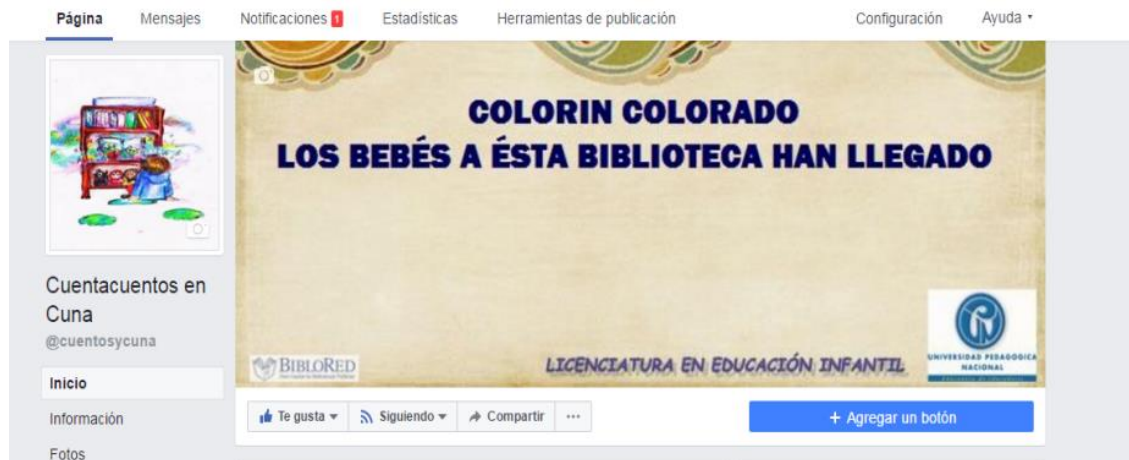 Página Mensajes Notificaciones 1 Estadísticas Herramientas de publicación Configuración Ayuda
COLORIN COLORADO
LOS BEBÉS A ÉSTA BIBLIOTECA HAN LLEGADO
Cuentacuentos en
Cuna
@cuentosycuna
BIBLORED
LICENCIATURA EN EDUCACIÓN INFANTIL
UNIVERSIDAD PEDAGOGICA
NACIONAL
Inicio
Información
Fotos
Te gusta Siguiendo Compartir ... + Agregar un botón